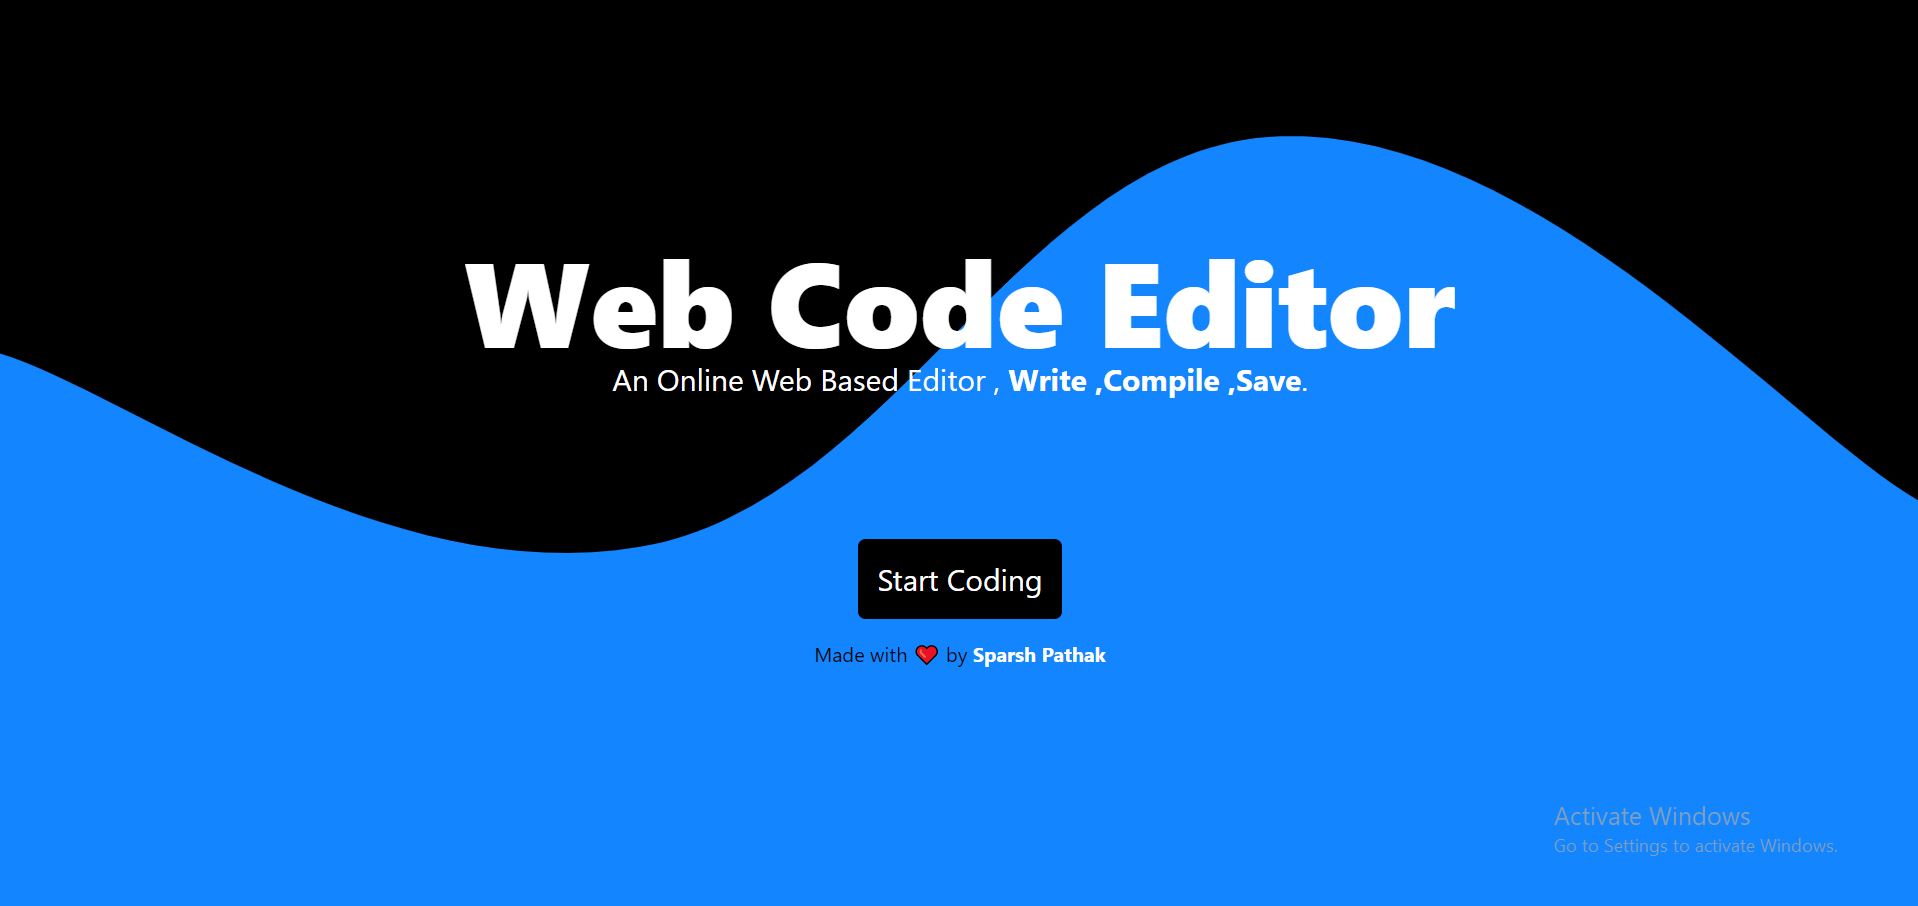 Web Code Editor
An Online Web Based Editor , Write ,Compile ,Save.
Start Coding
Made with ❤ by Sparsh Pathak
Activate Windows
Go to Settings to activate Windows.